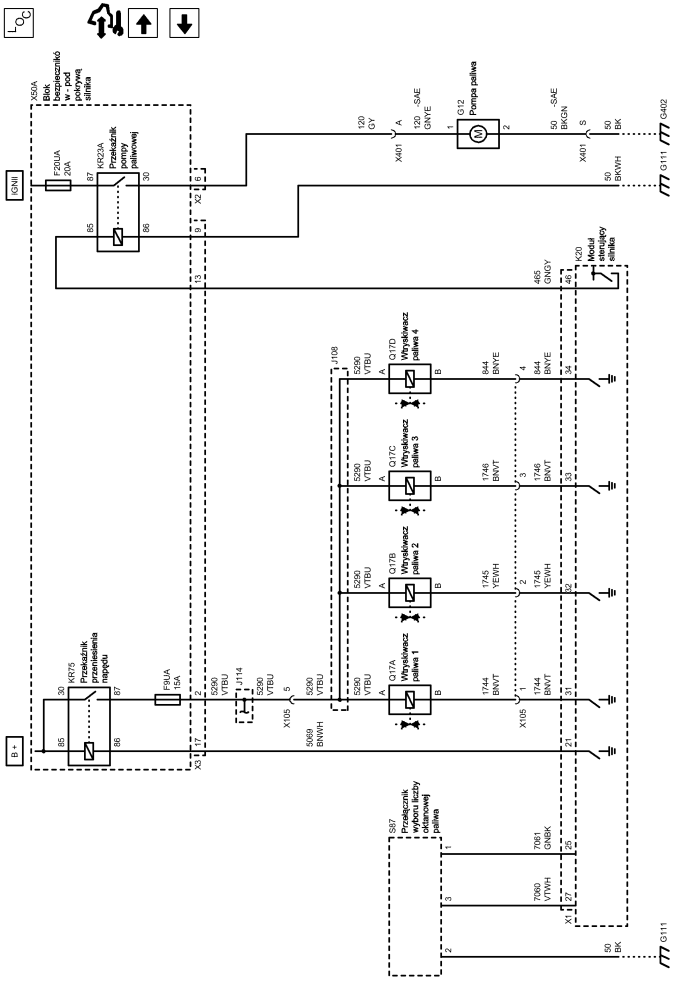 LOC
X50A
Blok
bezpiecznikó
w - pod
pokrywą
silnika
B +
IGNII
85
30
KR75
Przekaźnik
przeniesienia
napędu
86
87
F9UA
15A
F20UA
20A
87
KR23A
Przekaźnik
pompy
paliwowej
30
85
86
X3
17
2
13
9
X2
6
5290
VTBU
J114
5290
VTBU
X105
5
5069
BNWH
5290
VTBU
J108
5290
VTBU
5290
VTBU
5290
VTBU
5290
VTBU
A
Q17A
Wtryskiwacz
paliwa 1
B
A
Q17B
Wtryskiwacz
paliwa 2
B
A
Q17C
Wtryskiwacz
paliwa 3
B
A
Q17D
Wtryskiwacz
paliwa 4
B
1744
BNVT
1745
YEWH
1746
BNVT
844
BNYE
X105
1
2
3
4
1744
BNVT
1745
YEWH
1746
BNVT
844
BNYE
465
GNGY
120
GY
X401
A
120
-SAE
GNYE
1
G12
Pompa paliwa
M
2
50
-SAE
BKGN
X401
S
50
BK
G402
50
BKWH
G111
S87
Przełącznik
wyboru liczby
oktanowej
paliwa
2
3
1
7060
VTWH
7061
GNBK
X1
27
25
21
31
32
33
34
46
K20
Moduł
sterujący
silnika
50
BK
G111